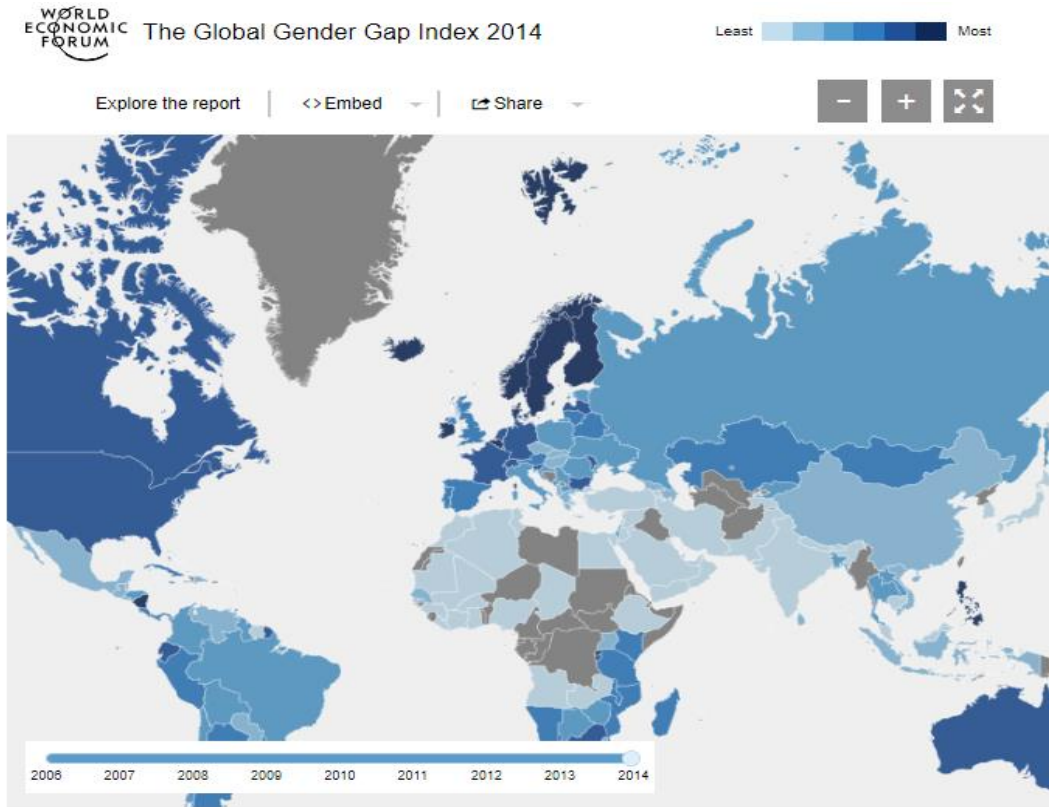 WORLD
ECONOMIC
FORUM
The Global Gender Gap Index 2014
Least Most
Explore the report <> Embed Share
- +
2006 2007 2008 2009 2010 2011 2012 2013 2014